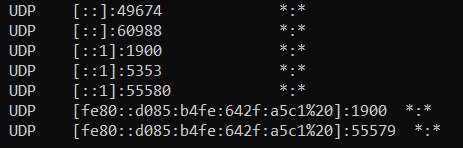 UDP    [::]:49674             *:*
UDP    [::]:60988             *:*
UDP    [::1]:1900             *:*
UDP    [::1]:5353             *:*
UDP    [::1]:55580            *:*
UDP    [fe80::d085:b4fe:642f:a5c1%20]:1900  *:*
UDP    [fe80::d085:b4fe:642f:a5c1%20]:55579  *:*